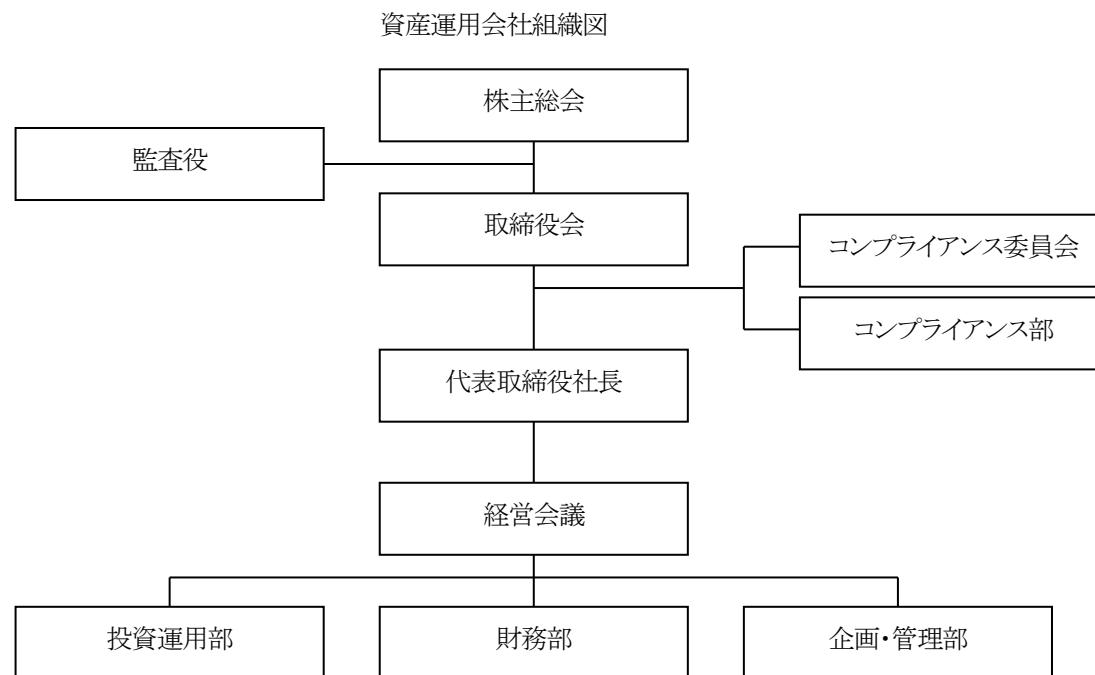 資産運用会社組織図
株主総会
監査役
取締役会
コンプライアンス委員会
コンプライアンス部
代表取締役社長
経営会議
投資運用部
財務部
企画・管理部